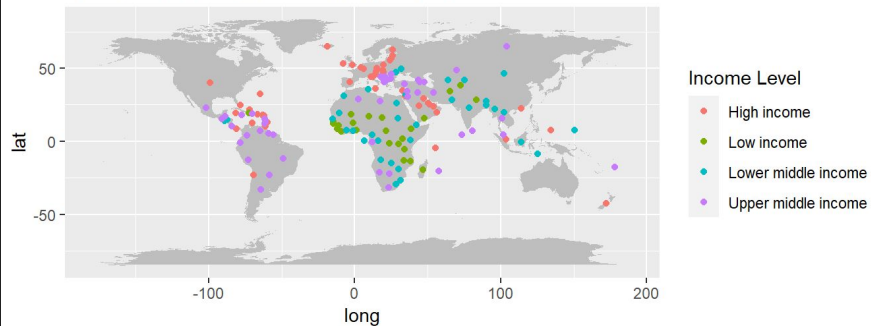 50
0
-50
lat
-100
0
100
200
long
Income Level
High income
Low income
Lower middle income
Upper middle income